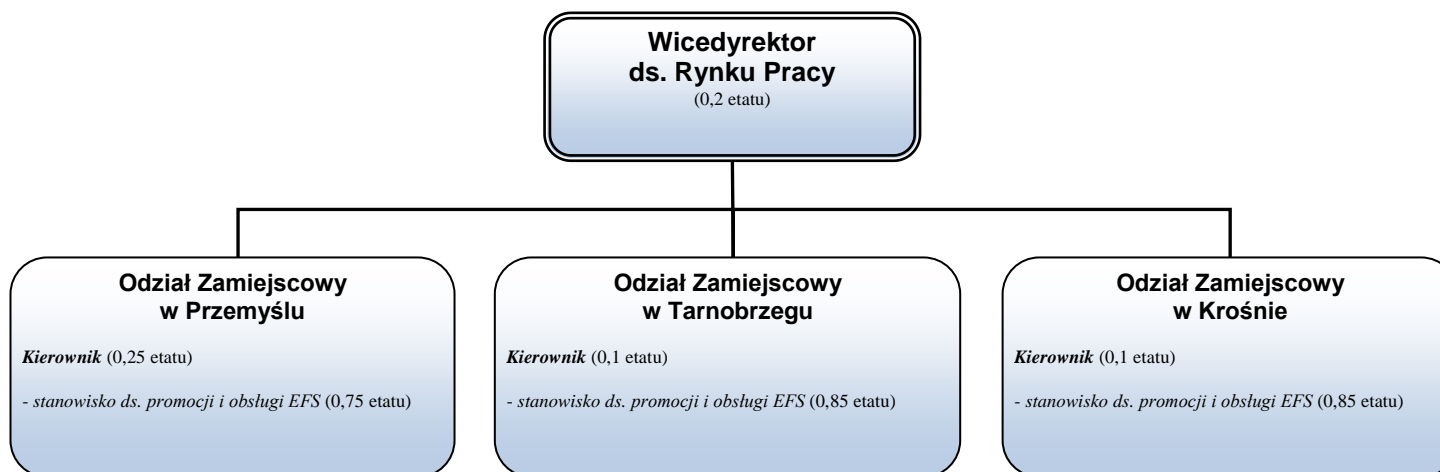 Wicedyrektor
ds. Rynku Pracy
(0,2 etatu)
Odział Zamiejscowy
w Przemyślu
Kierownik (0,25 etatu)
- stanowisko ds. promocji i obsługi EFS (0,75 etatu)
Odział Zamiejscowy
w Tarnobrzegu
Kierownik (0,1 etatu)
- stanowisko ds. promocji i obsługi EFS (0,85 etatu)
Odział Zamiejscowy
w Krośnie
Kierownik (0,1 etatu)
- stanowisko ds. promocji i obsługi EFS (0,85 etatu)